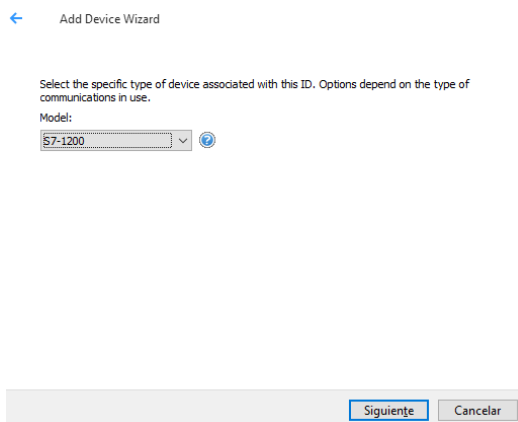 Add Device Wizard
Select the specific type of device associated with this ID. Options depend on the type of
communications in use.
Model:
S7-1200
?
Siguiente
Cancelar